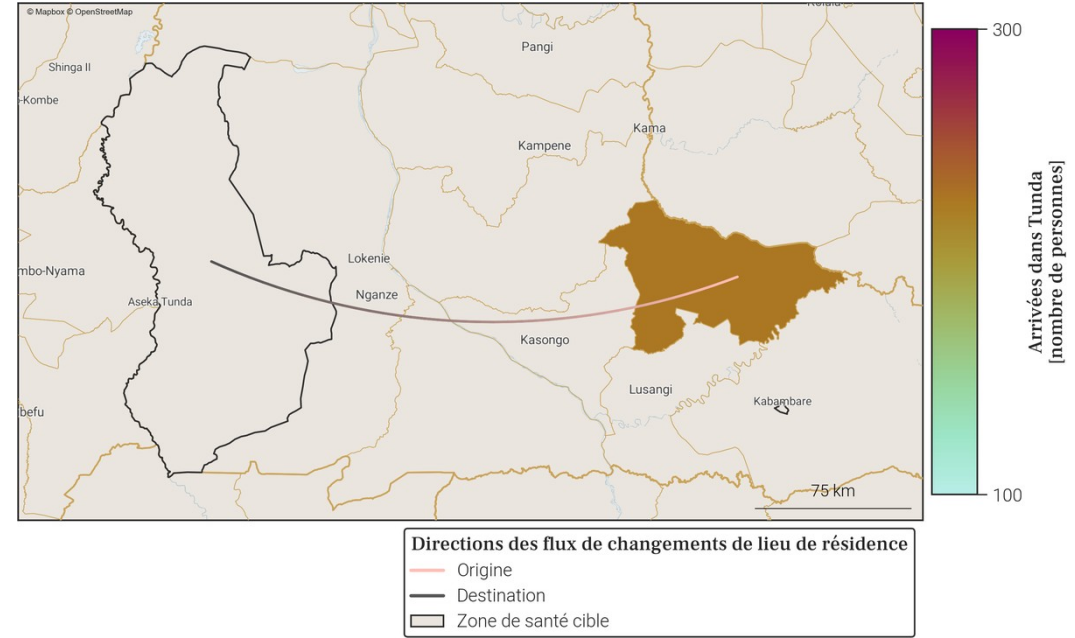 © Mapbox © OpenStreetMap
Pangi
Shinga II
-Kombe
Kama
Kampene
Lokenie
mbo-Nyama
Nganze
Aseka Tunda
Kasongo
Lusangi
Kabambare
befu
75 km
300
100
Arrivées dans Tunda
[nombre de personnes]
Directions des flux de changements de lieu de résidence
Origine
Destination
Zone de santé cible